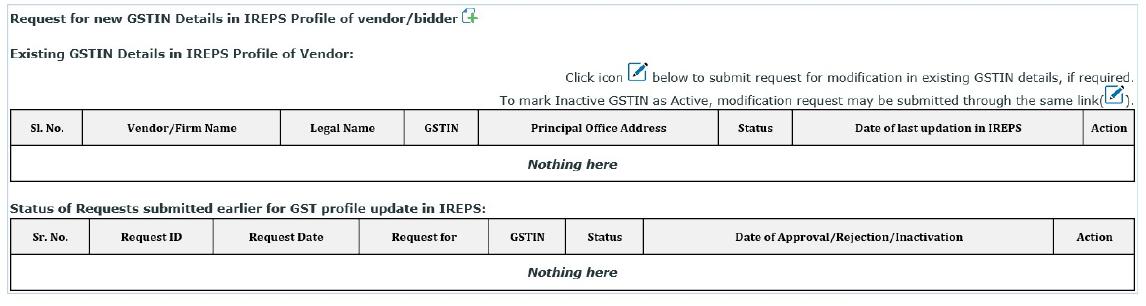 Request for new GSTIN Details in IREPS Profile of vendor/bidder
Existing GSTIN Details in IREPS Profile of Vendor:
Click icon below to submit request for modification in existing GSTIN details, if required.
To mark Inactive GSTIN as Active, modification request may be submitted through the same link( ).
Sl. No. Vendor/Firm Name Legal Name GSTIN Principal Office Address Status Date of last updation in IREPS Action
Nothing here
Status of Requests submitted earlier for GST profile update in IREPS:
Sr. No. Request ID Request Date Request for GSTIN Status Date of Approval/Rejection/Inactivation Action
Nothing here